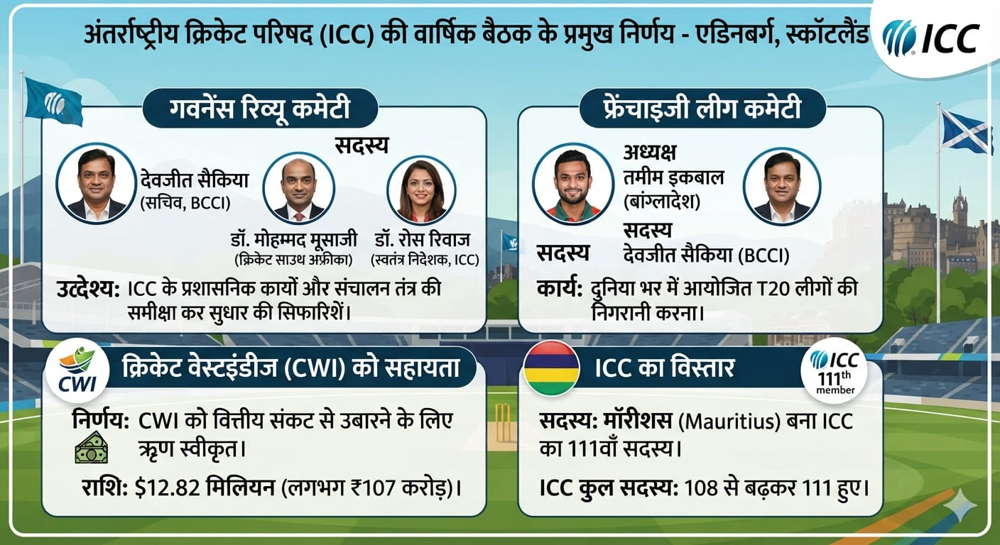 अंतर्राष्ट्रीय क्रिकेट परिषद (ICC) की वार्षिक बैठक के प्रमुख निर्णय - एडिनबर्ग, स्कॉटलैंड
ICC
गवर्नेंस रिव्यू कमेटी
सदस्य
देवजीत सैकिया
(सचिव, BCCI)
डॉ. मोहम्मद मूसाजी
(क्रिकेट साउथ अफ्रीका)
डॉ. रोस रिवाज
(स्वतंत्र निदेशक, ICC)
उद्देश्य: ICC के प्रशासनिक कार्यों और संचालन तंत्र की
समीक्षा कर सुधार की सिफारिशें।
फ्रेंचाइजी लीग कमेटी
अध्यक्ष
तमीम इकबाल
(बांग्लादेश)
सदस्य
सदस्य
देवजीत सैकिया (BCCI)
कार्य: दुनिया भर में आयोजित T20 लीगों की
निगरानी करना।
CWI
क्रिकेट वेस्टइंडीज (CWI) को सहायता
निर्णय: CWI को वित्तीय संकट से उबारने के लिए
ऋण स्वीकृत।
राशि: $12.82 मिलियन (लगभग ₹107 करोड़)।
ICC का विस्तार
ICC
111th
member
सदस्य: मॉरीशस (Mauritius) बना ICC
का 111वाँ सदस्य।
ICC कुल सदस्य: 108 से बढ़कर 111 हुए।